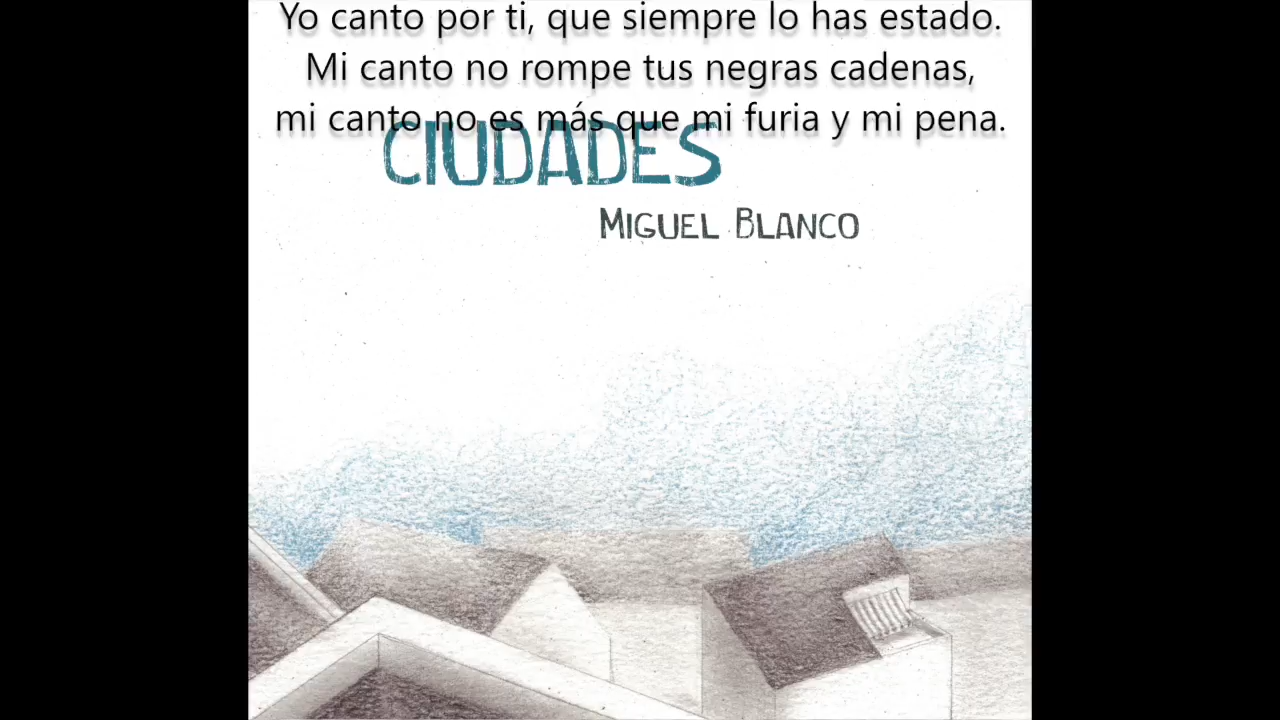 Yo canto por ti, que siempre lo has estado.
Mi canto no rompe tus negras cadenas,
mi canto no es más que mi furia y mi pena.
CIUDADES
MIGUEL BLANCO